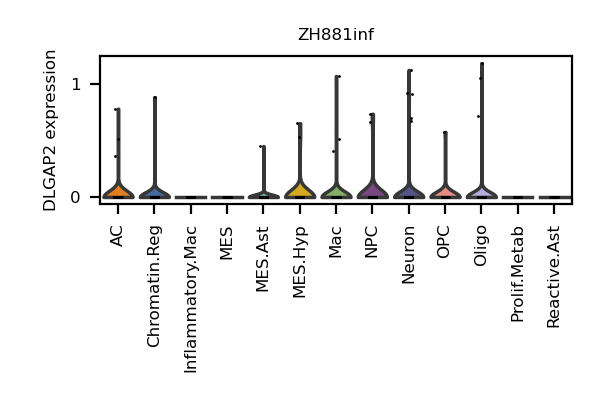 ZH881inf
DLGAP2 expression
1
0
AC
Chromatin.Reg
Inflammatory.Mac
MES
MES.Ast
MES.Hyp
Mac
NPC
Neuron
OPC
Oligo
Prolif.Metab
Reactive.Ast